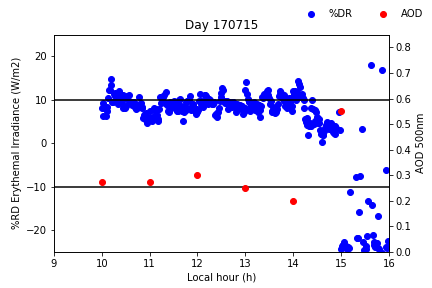 %DR AOD
Day 170715
%RD Erythemal Irradiance (W/m2)
20
10
0
−10
−20
0.8
0.7
0.6
0.5
0.4
0.3
0.2
0.1
0.0
AOD 500nm
9 10 11 12 13 14 15 16
Local hour (h)